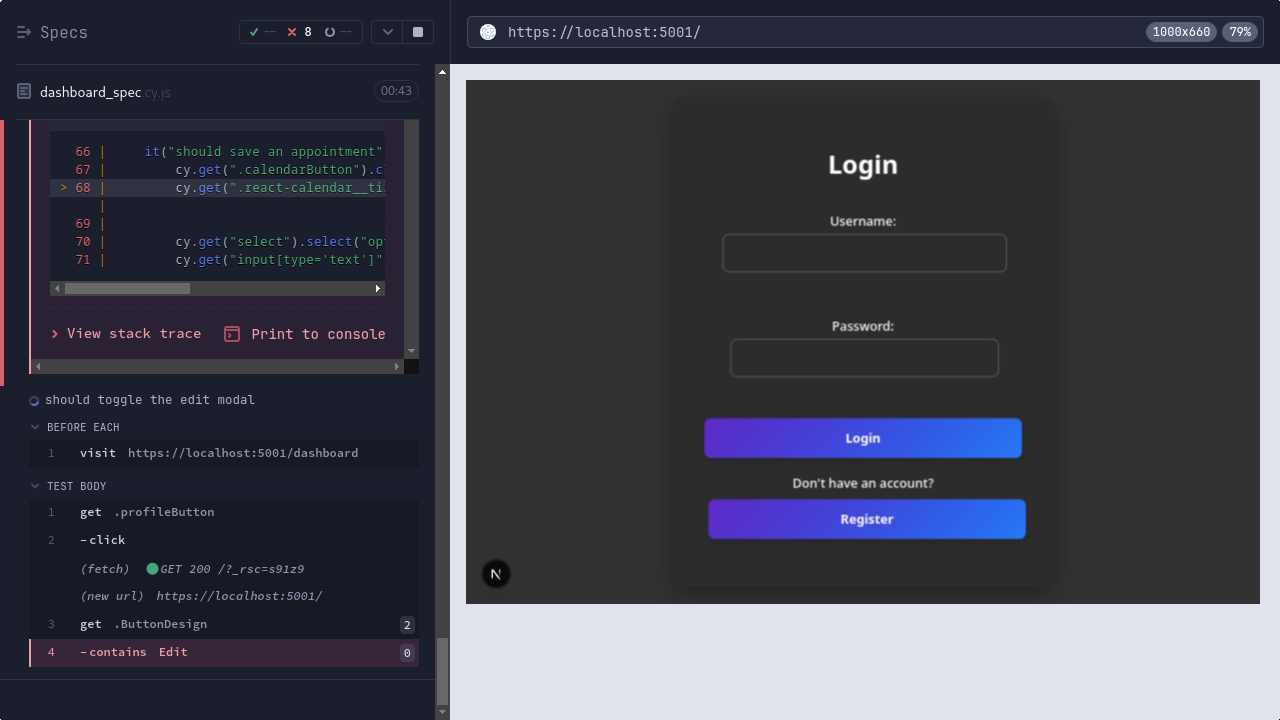 Specs
-- 8 --
https://localhost:5001/
1000x660 79%
dashboard_spec.cy.js 00:43
66 | it("should save an appointment"
67 | cy.get(".calendarButton").c
> 68 | cy.get(".react-calendar__ti
|
69 |
70 | cy.get("select").select("op
71 | cy.get("input[type='text']"
View stack trace Print to console
should toggle the edit modal
BEFORE EACH
1 visit https://localhost:5001/dashboard
TEST BODY
1 get .profileButton
2 -click
(fetch) GET 200 /?_rsc=s91z9
(new url) https://localhost:5001/
3 get .ButtonDesign 2
4 -contains Edit 0
Login
Username:
Password:
Login
Don't have an account?
Register
N